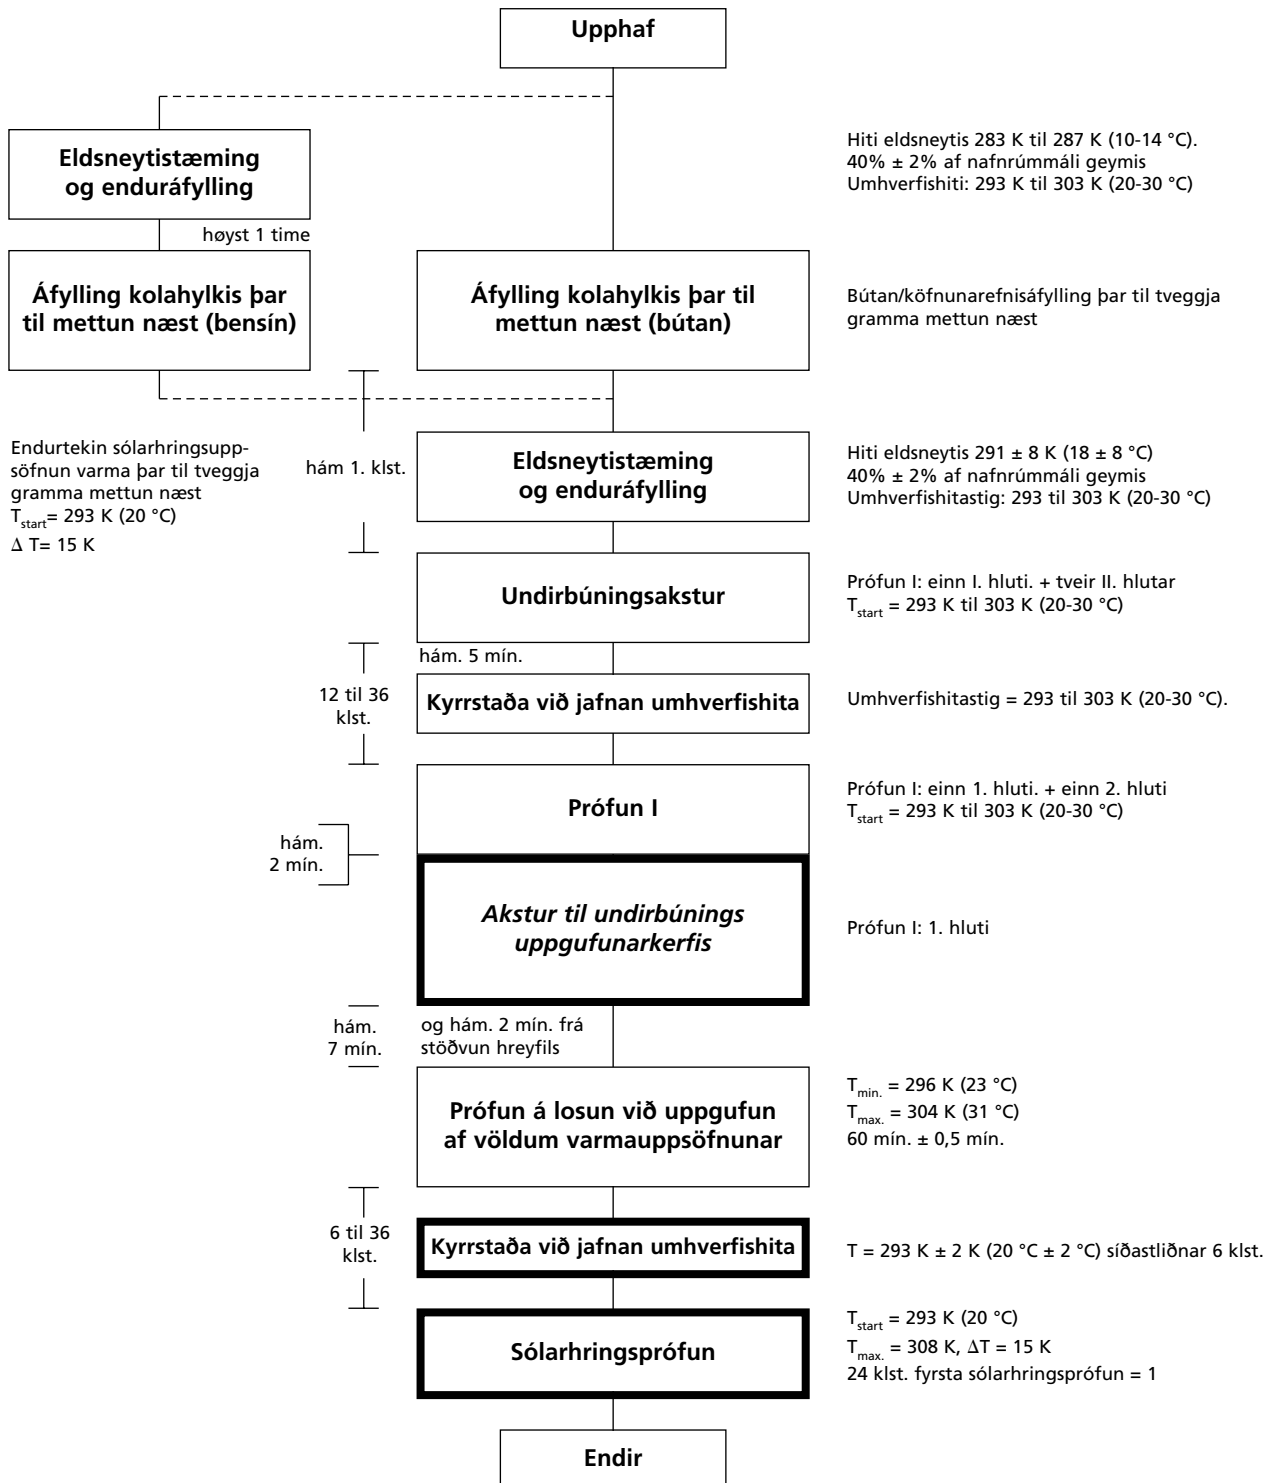 Upphaf
Eldsneytistæming
og enduráfylling
Hiti eldsneytis 283 K til 287 K (10-14 °C).
40% ± 2% af nafnrúmmáli geymis
Umhverfishiti: 293 K til 303 K (20-30 °C)
høyst 1 time
Áfylling kolahylkis þar
til mettun næst (bensín)
Áfylling kolahylkis þar til
mettun næst (bútan)
Bútan/köfnunarefnisáfylling þar til tveggja
gramma mettun næst
Endurtekin sólarhringsupp-
söfnun varma þar til tveggja
gramma mettun næst
T_start= 293 K (20 °C)
Δ T= 15 K
hám 1. klst.
Eldsneytistæming
og enduráfylling
Hiti eldsneytis 291 ± 8 K (18 ± 8 °C)
40% ± 2% af nafnrúmmáli geymis
Umhverfishitastig: 293 til 303 K (20-30 °C)
Undirbúningsakstur
Prófun I: einn I. hluti. + tveir II. hlutar
T_start = 293 K til 303 K (20-30 °C)
hám. 5 mín.
12 til 36
klst.
Kyrrstaða við jafnan umhverfishita
Umhverfishitastig = 293 til 303 K (20-30 °C).
Prófun I
Prófun I: einn 1. hluti. + einn 2. hluti
T_start = 293 K til 303 K (20-30 °C)
hám.
2 mín.
Akstur til undirbúnings
uppgufunarkerfis
Prófun I: 1. hluti
hám.
7 mín.
og hám. 2 mín. frá
stöðvun hreyfils
Prófun á losun við uppgufun
af völdum varmauppsöfnunar
T_min. = 296 K (23 °C)
T_max. = 304 K (31 °C)
60 mín. ± 0,5 mín.
6 til 36
klst.
Kyrrstaða við jafnan umhverfishita
T = 293 K ± 2 K (20 °C ± 2 °C) síðastliðnar 6 klst.
Sólarhringsprófun
T_start = 293 K (20 °C)
T_max. = 308 K, ΔT = 15 K
24 klst. fyrsta sólarhringsprófun = 1
Endir